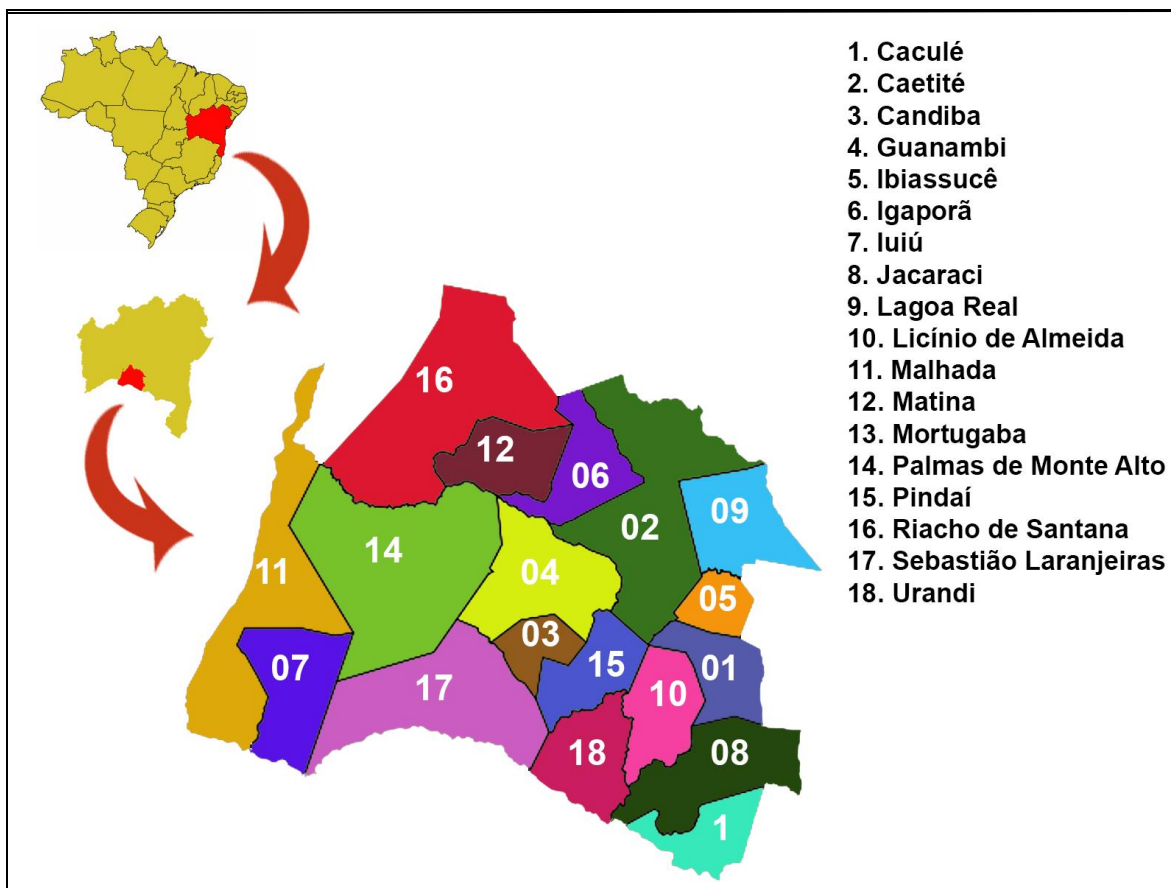 1. Caculé
2. Caetité
3. Candiba
4. Guanambi
5. Ibiassucê
6. Igaporã
7. Iuiú
8. Jacaraci
9. Lagoa Real
10. Licínio de Almeida
11. Malhada
12. Matina
13. Mortugaba
14. Palmas de Monte Alto
15. Pindaí
16. Riacho de Santana
17. Sebastião Laranjeiras
18. Urandi
16
12
06
09
02
14
04
11
05
03
15
07
17
10
01
18
08
1